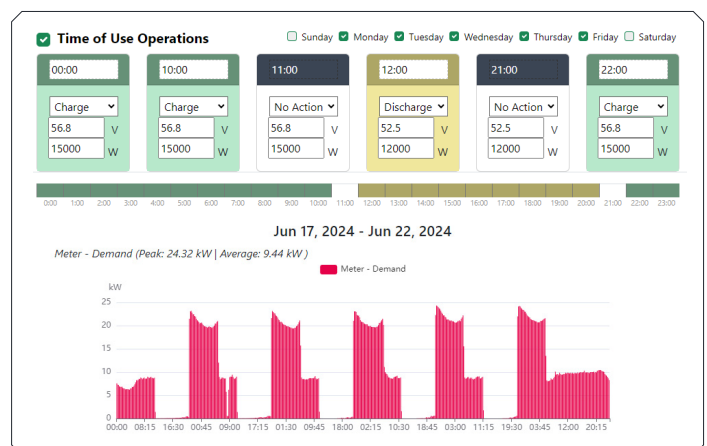 Time of Use Operations
Sunday Monday Tuesday Wednesday Thursday Friday Saturday
00:00 10:00 11:00 12:00 21:00 22:00
Charge Charge No Action Discharge No Action Charge
56.8 V 56.8 V 56.8 V 52.5 V 52.5 V 56.8 V
15000 W 15000 W 15000 W 12000 W 12000 W 15000 W
0:00 1:00 2:00 3:00 4:00 5:00 6:00 7:00 8:00 9:00 10:00 11:00 12:00 13:00 14:00 15:00 16:00 17:00 18:00 19:00 20:00 21:00 22:00 23:00
Jun 17, 2024 - Jun 22, 2024
Meter - Demand (Peak: 24.32 kW | Average: 9.44 kW )
Meter - Demand
kW
25
20
15
10
5
0
00:00 08:15 16:30 00:45 09:00 17:15 01:30 09:45 18:00 02:15 10:30 18:45 03:00 11:15 19:30 03:45 12:00 20:15